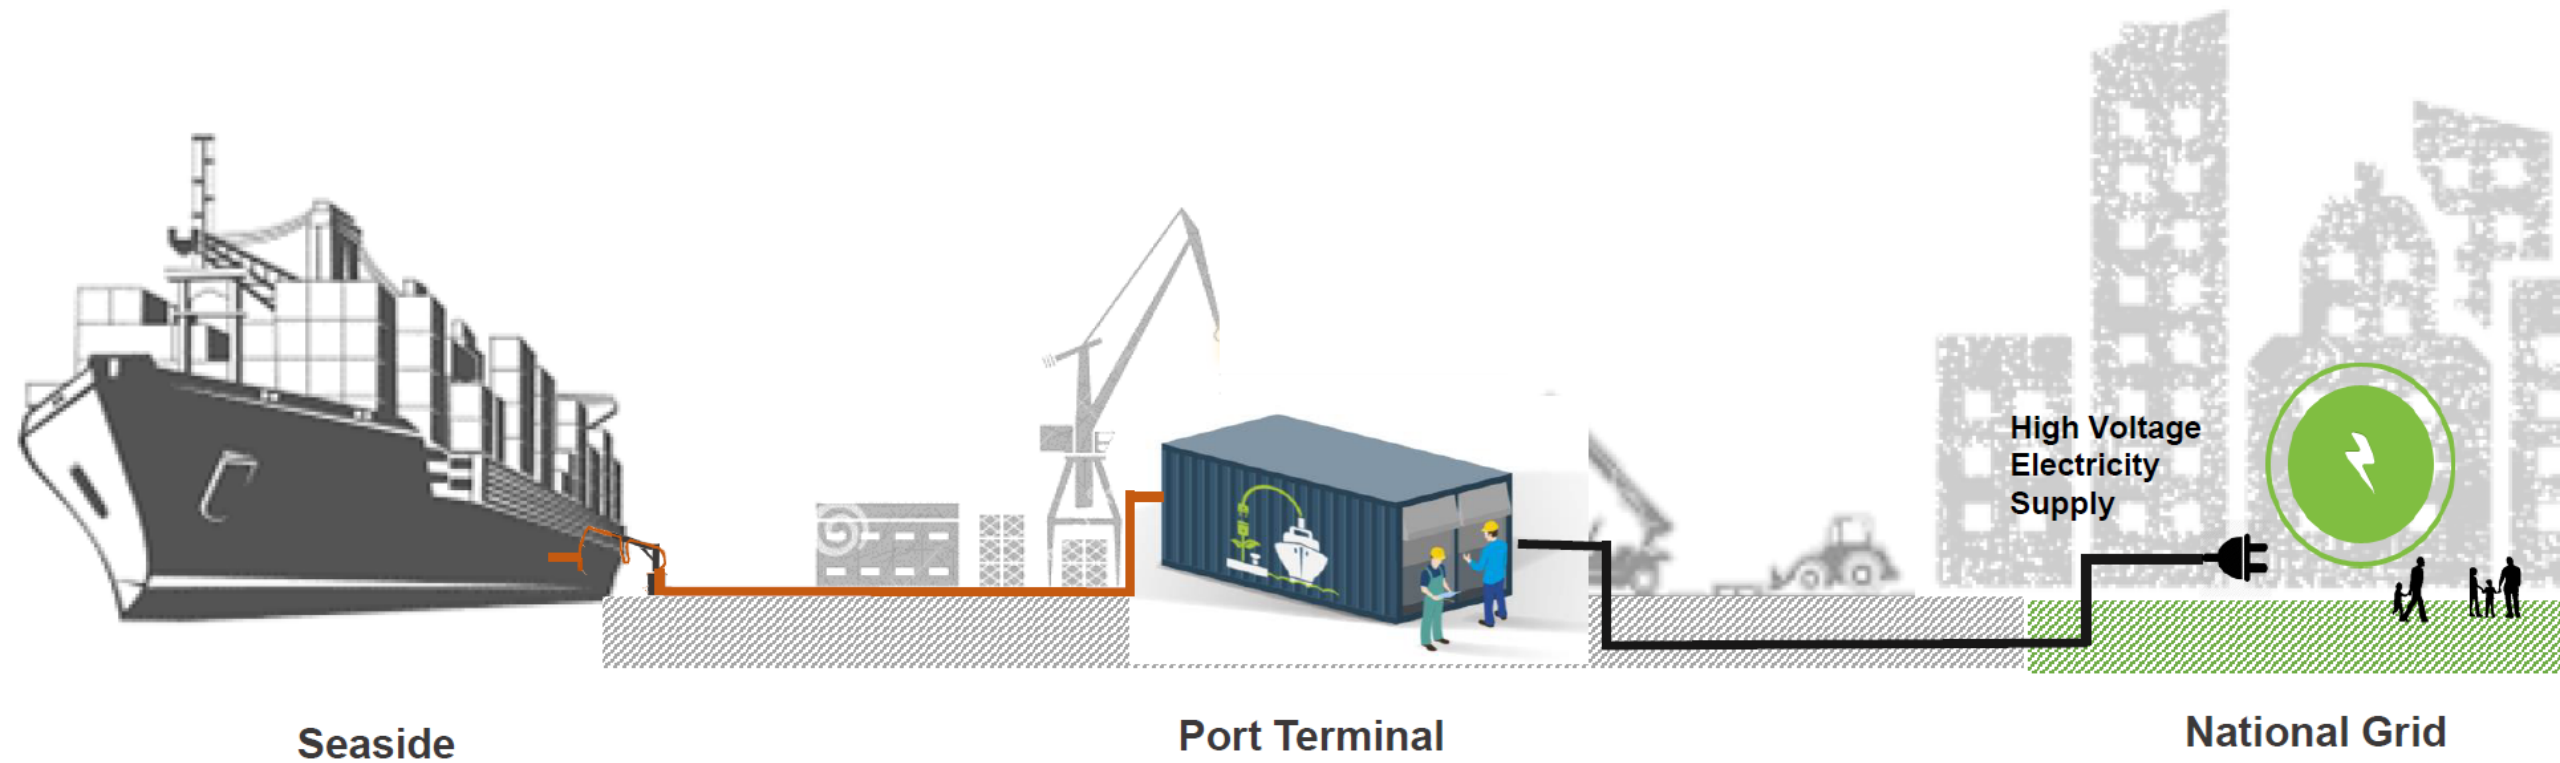 High Voltage
Electricity
Supply
Seaside
Port Terminal
National Grid